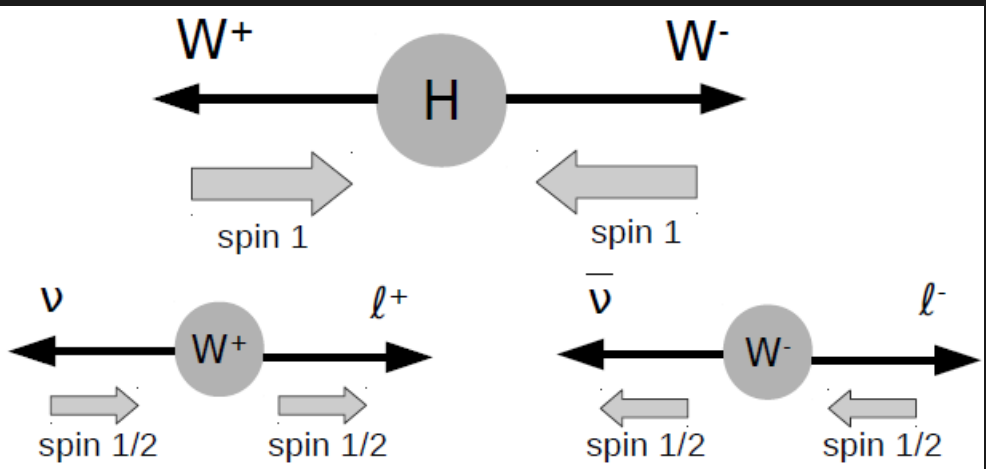 W⁺ H W⁻
spin 1 spin 1
ν W⁺ ℓ⁺ ν̅ W⁻ ℓ⁻
spin 1/2 spin 1/2 spin 1/2 spin 1/2